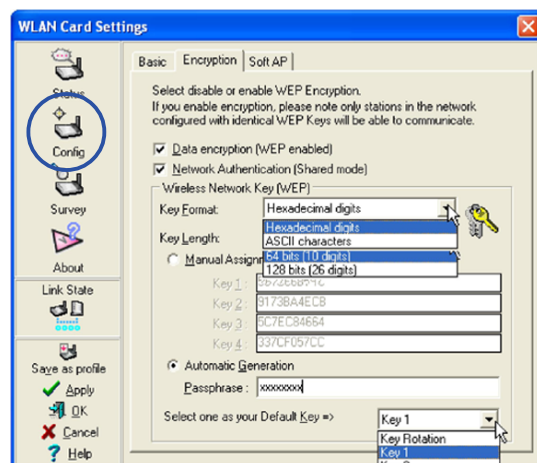 WLAN Card Settings
Status
Config
Survey
About
Link State
Save as profile
Apply
OK
Cancel
Help
Basic
Encryption
Soft AP
Select disable or enable WEP Encryption.
If you enable encryption, please note only stations in the network
configured with identical WEP Keys will be able to communicate.
Data encryption (WEP enabled)
Network Authentication (Shared mode)
Wireless Network Key (WEP)
Key Format:
Hexadecimal digits
Hexadecimal digits
ASCII characters
Key Length:
64 bits (10 digits)
128 bits (26 digits)
Manual Assignm
Key 1 :
Key 2 :
9173BA4ECB
Key 3 :
5C7EC84664
Key 4 :
337CF057CC
Automatic Generation
Passphrase :
xxxxxxxx
Select one as your Default Key =>
Key 1
Key Rotation
Key 1